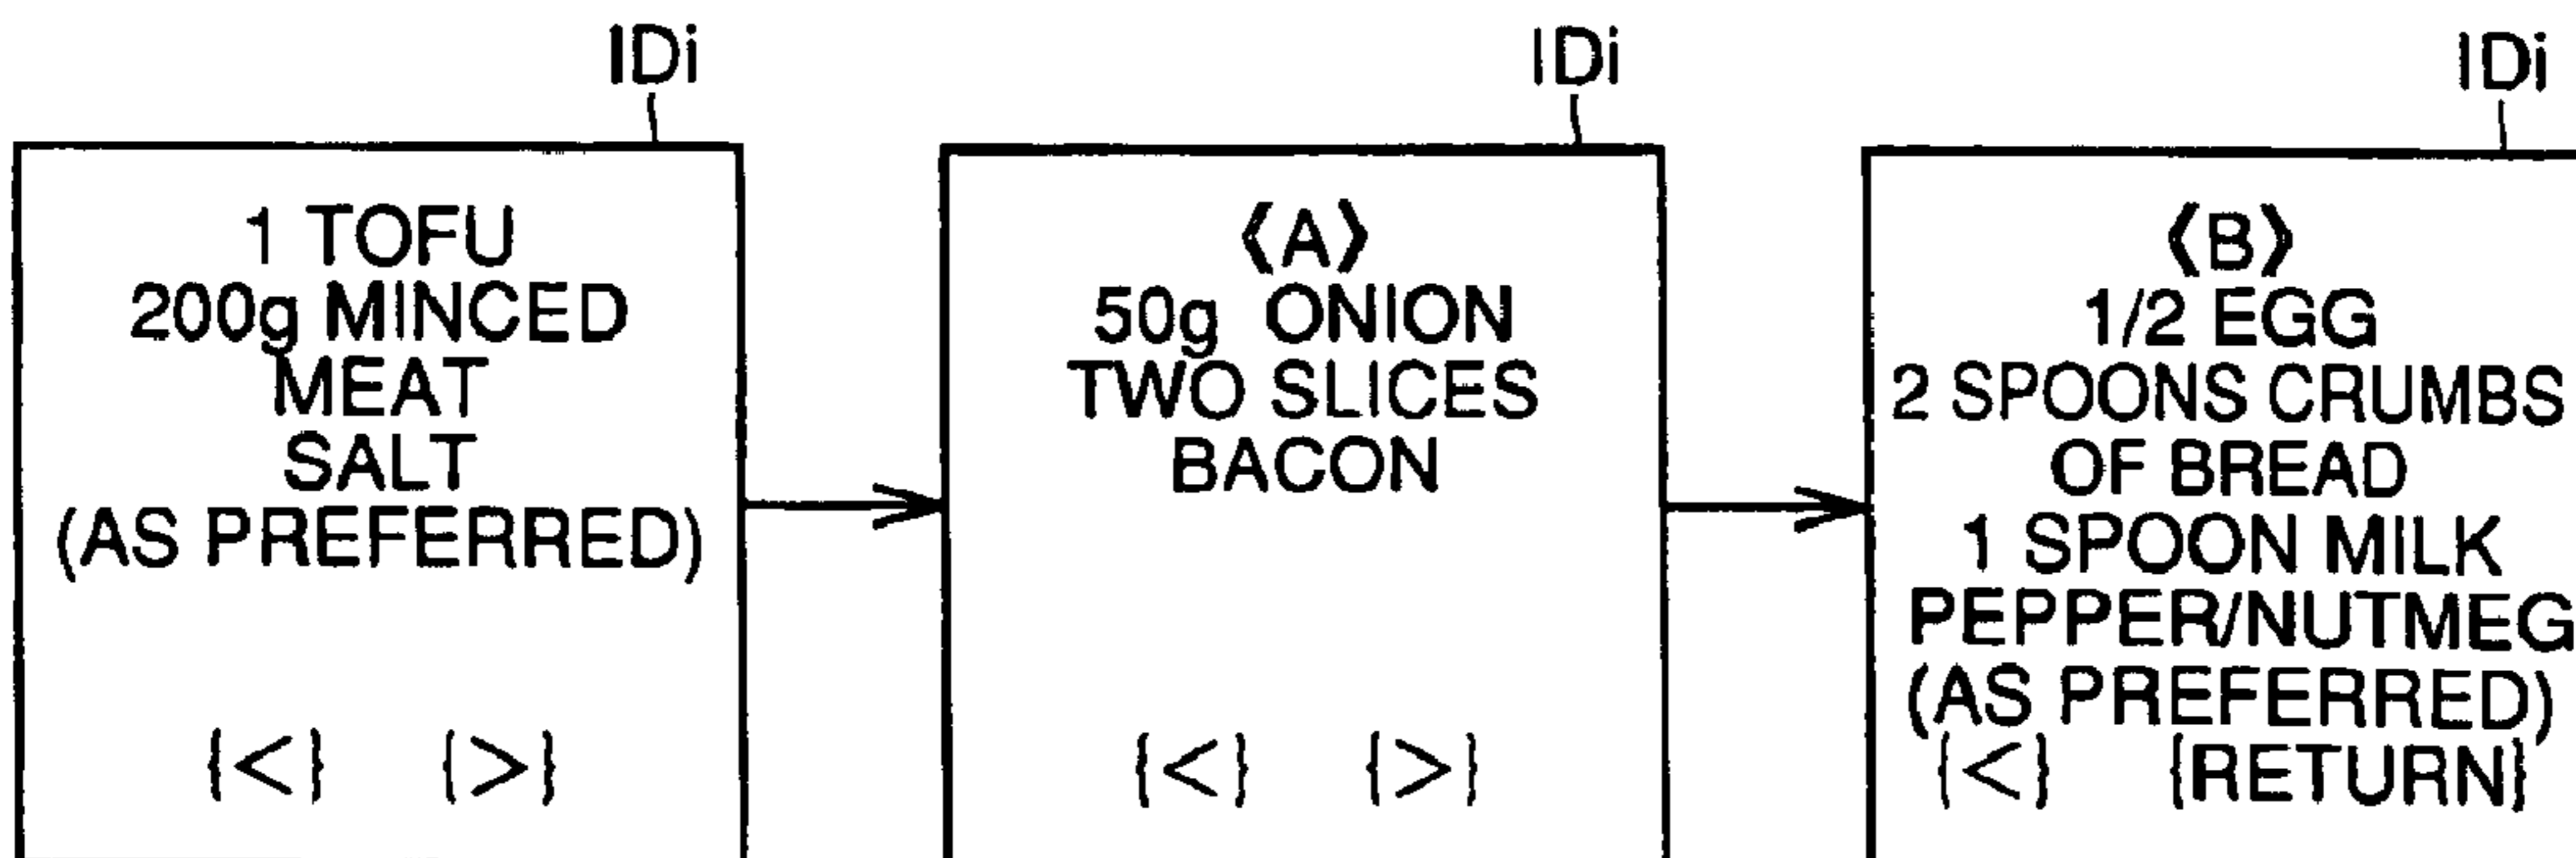 IDi
1 TOFU
200g MINCED
MEAT
SALT
(AS PREFERRED)
{<} {>}
IDi
《A》
50g ONION
TWO SLICES
BACON
{<} {>}
IDi
《B》
1/2 EGG
2 SPOONS CRUMBS
OF BREAD
1 SPOON MILK
PEPPER/NUTMEG
(AS PREFERRED)
{<} {RETURN}